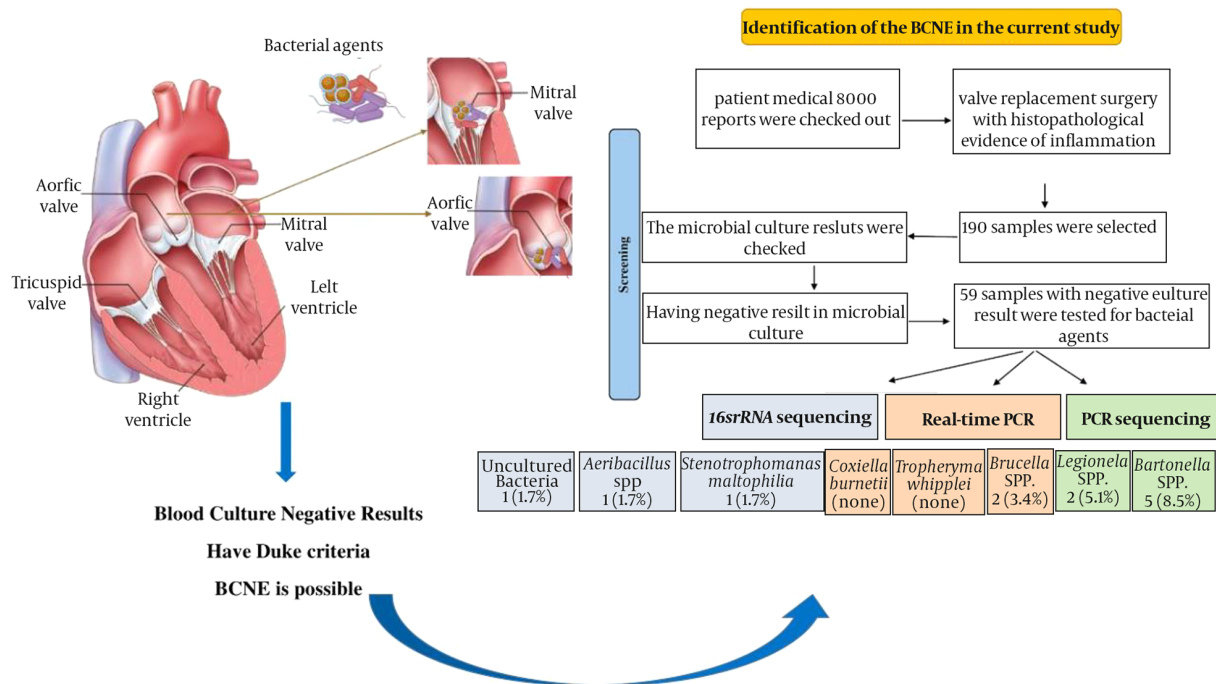 Bacterial agents
Mitral
valve
Aorfic
valve
Aorfic
valve
Mitral
valve
Tricuspid
valve
Lelt
ventricle
Right
ventricle
Blood Culture Negative Results
Have Duke criteria
BCNE is possible
Identification of the BCNE in the current study
Screening
patient medical 8000
reports were checked out
valve replacement surgery
with histopathological
evidence of inflammation
190 samples were selected
The microbial culture resluts were
checked
Having negative resilt in microbial
culture
59 samples with negative eulture
result were tested for bacteial
agents
16srRNA sequencing
Real-time PCR
PCR sequencing
Uncultured
Bacteria
1 (1.7%)
Aeribacillus
spp
1 (1.7%)
Stenotrophomanas
maltophilia
1 (1.7%)
Coxiella
burnetii
(none)
Tropheryma
whipplei
(none)
Brucella
SPP.
2 (3.4%)
Legionela
SPP.
2 (5.1%)
Bartonella
SPP.
5 (8.5%)